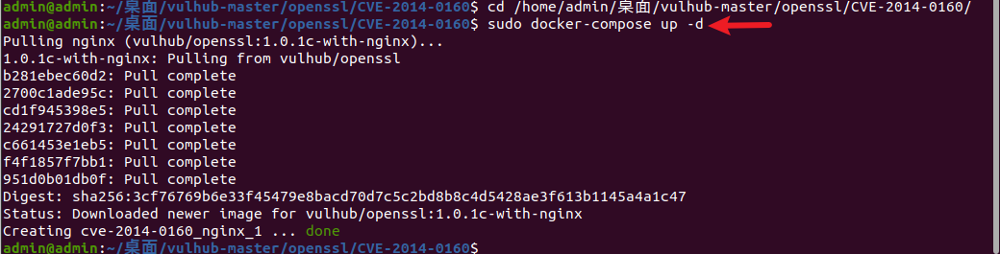 admin@admin:~/桌面/vulhub-master/openssl/CVE-2014-0160$ cd /home/admin/桌面/vulhub-master/openssl/CVE-2014-0160/
admin@admin:~/桌面/vulhub-master/openssl/CVE-2014-0160$ sudo docker-compose up -d
Pulling nginx (vulhub/openssl:1.0.1c-with-nginx)...
1.0.1c-with-nginx: Pulling from vulhub/openssl
b281ebec60d2: Pull complete
2700c1ade95c: Pull complete
cd1f945398e5: Pull complete
24291727d0f3: Pull complete
c661453e1eb5: Pull complete
f4f1857f7bb1: Pull complete
951d0b01db0f: Pull complete
Digest: sha256:3cf76769b6e33f45479e8bacd70d7c5c2bd8b8c4d5428ae3f613b1145a4a1c47
Status: Downloaded newer image for vulhub/openssl:1.0.1c-with-nginx
Creating cve-2014-0160_nginx_1 ... done
admin@admin:~/桌面/vulhub-master/openssl/CVE-2014-0160$